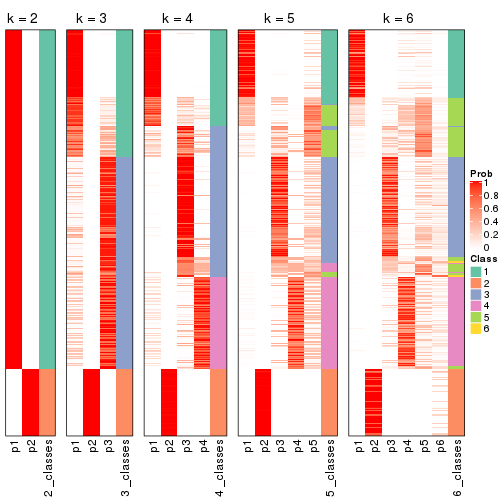 k = 2
k = 3
k = 4
k = 5
k = 6
Prob
1
0.8
0.6
0.4
0.2
0
Class
1
2
3
4
5
6
p1
p2
2_classes
p1
p2
p3
3_classes
p1
p2
p3
p4
4_classes
p1
p2
p3
p4
p5
5_classes
p1
p2
p3
p4
p5
p6
6_classes